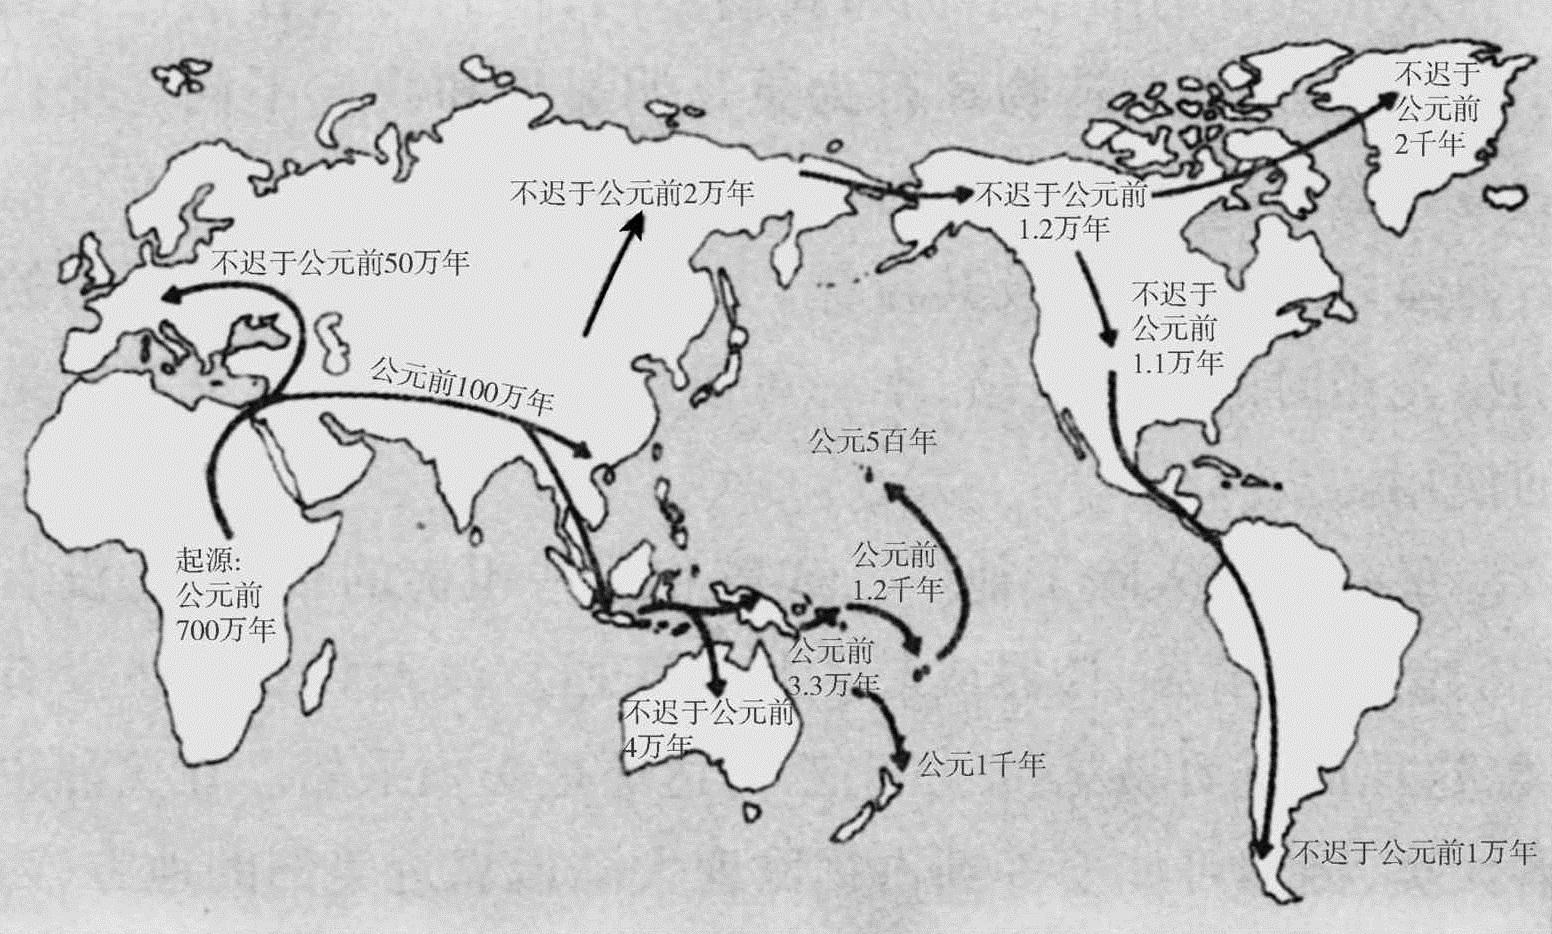 不迟于
公元前
2千年
不迟于公元前2万年
不迟于公元前
1.2万年
不迟于公元前50万年
不迟于
公元前
1.1万年
公元前100万年
公元5百年
起源:
公元前
700万年
公元前
1.2千年
公元前
3.3万年
不迟于公元前
4万年
公元1千年
不迟于公元前1万年